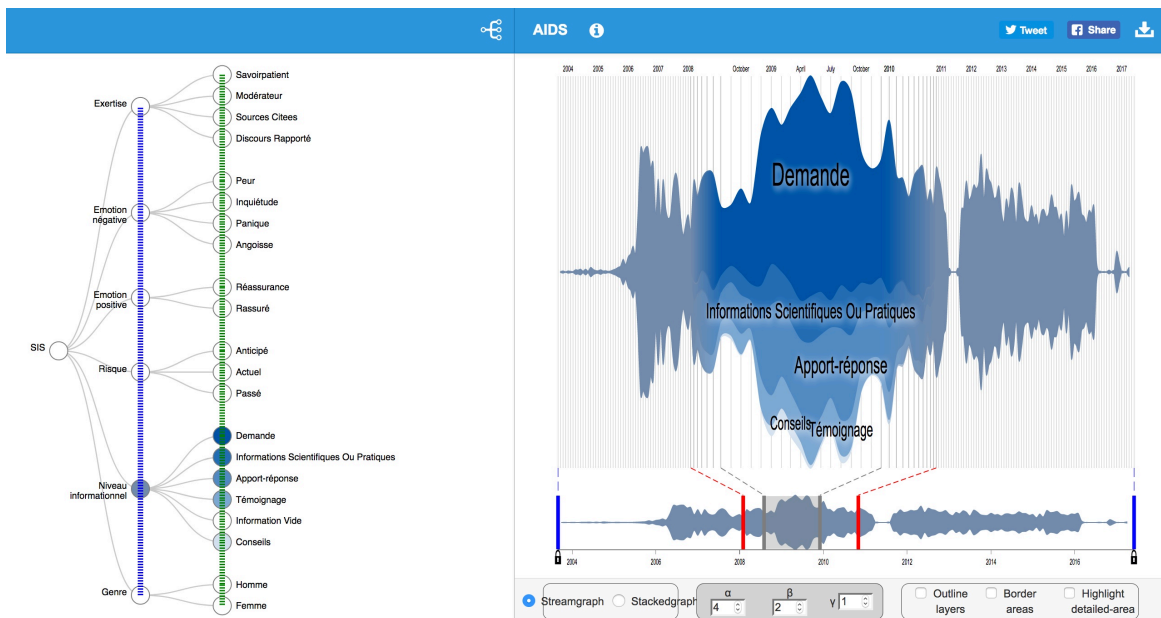 AIDS
Tweet
Share
Savoirpatient
Modérateur
Exertise
Sources Citees
Discours Rapporté
Peur
Inquiétude
Emotion
négative
Panique
Angoisse
Réassurance
Emotion
positive
Rassuré
SIS
Anticipé
Risque
Actuel
Passé
Demande
Informations Scientifiques Ou Pratiques
Apport-réponse
Niveau
informationnel
Témoignage
Information Vide
Conseils
Homme
Genre
Femme
2004 2005 2006 2007 2008 October 2009 April July October 2010 2011 2012 2013 2014 2015 2016 2017
Demande
Informations Scientifiques Ou Pratiques
Apport-réponse
Conseils
Témoignage
2004 2006 2008 2010 2012 2014 2016
Streamgraph
Stackedgraph
α
4
β
2
γ 1
Outline
layers
Border
areas
Highlight
detailed-area